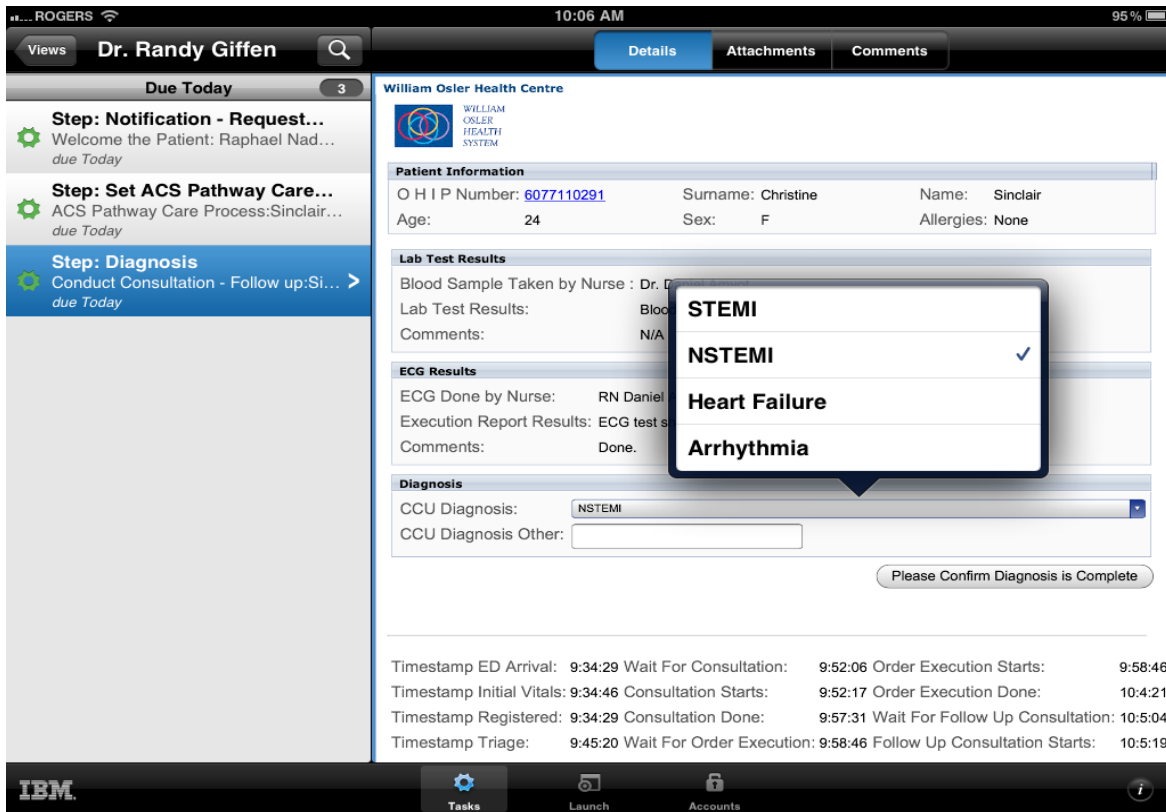 ROGERS 10:06 AM 95 %
Views Dr. Randy Giffen Details Attachments Comments
Due Today 3
Step: Notification - Request...
Welcome the Patient: Raphael Nad...
due Today
Step: Set ACS Pathway Care...
ACS Pathway Care Process:Sinclair...
due Today
Step: Diagnosis
Conduct Consultation - Follow up:Si... >
due Today
William Osler Health Centre
WILLIAM
OSLER
HEALTH
SYSTEM
Patient Information
O H I P Number: 6077110291 Surname: Christine Name: Sinclair
Age: 24 Sex: F Allergies: None
Lab Test Results
Blood Sample Taken by Nurse : Dr.
Lab Test Results:
Comments: N/A
ECG Results
ECG Done by Nurse: RN Daniel
Execution Report Results: ECG test
Comments: Done.
STEMI
NSTEMI
Heart Failure
Arrhythmia
Diagnosis
CCU Diagnosis: NSTEMI
CCU Diagnosis Other:
Please Confirm Diagnosis is Complete
Timestamp ED Arrival: 9:34:29 Wait For Consultation: 9:52:06 Order Execution Starts: 9:58:46
Timestamp Initial Vitals: 9:34:46 Consultation Starts: 9:52:17 Order Execution Done: 10:4:21
Timestamp Registered: 9:34:29 Consultation Done: 9:57:31 Wait For Follow Up Consultation: 10:5:04
Timestamp Triage: 9:45:20 Wait For Order Execution: 9:58:46 Follow Up Consultation Starts: 10:5:19
IBM. Tasks Launch Accounts i